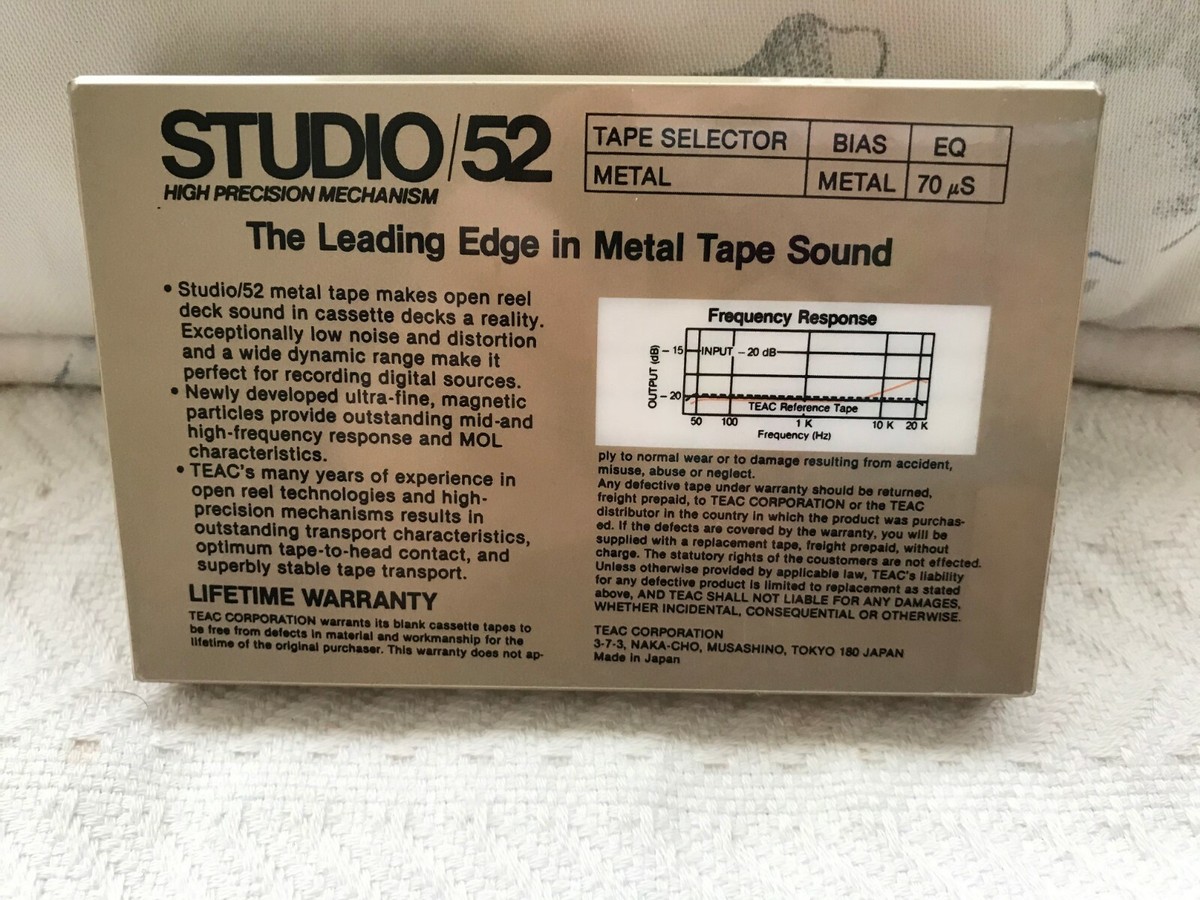 STUDIO/52
HIGH PRECISION MECHANISM
TAPE SELECTOR BIAS EQ
METAL METAL 70 µS
The Leading Edge in Metal Tape Sound
• Studio/52 metal tape makes open reel
deck sound in cassette decks a reality.
Exceptionally low noise and distortion
and a wide dynamic range make it
perfect for recording digital sources.
• Newly developed ultra-fine, magnetic
particles provide outstanding mid-and
high-frequency response and MOL
characteristics.
• TEAC's many years of experience in
open reel technologies and high-
precision mechanisms results in
outstanding transport characteristics,
optimum tape-to-head contact, and
superbly stable tape transport.
LIFETIME WARRANTY
TEAC CORPORATION warrants its blank cassette tapes to
be free from defects in material and workmanship for the
lifetime of the original purchaser. This warranty does not ap-
Frequency Response
OUTPUT (dB)
– 15
INPUT – 20 dB
– 20
TEAC Reference Tape
50 100 1 K 10 K 20 K
Frequency (Hz)
ply to normal wear or to damage resulting from accident,
misuse, abuse or neglect.
Any defective tape under warranty should be returned,
freight prepaid, to TEAC CORPORATION or the TEAC
distributor in the country in which the product was purchas-
ed. If the defects are covered by the warranty, you will be
supplied with a replacement tape, freight prepaid, without
charge. The statutory rights of the coustomers are not effected.
Unless otherwise provided by applicable law, TEAC's liability
for any defective product is limited to replacement as stated
above, AND TEAC SHALL NOT LIABLE FOR ANY DAMAGES,
WHETHER INCIDENTAL, CONSEQUENTIAL OR OTHERWISE.
TEAC CORPORATION
3-7-3, NAKA-CHO, MUSASHINO, TOKYO 180 JAPAN
Made in Japan